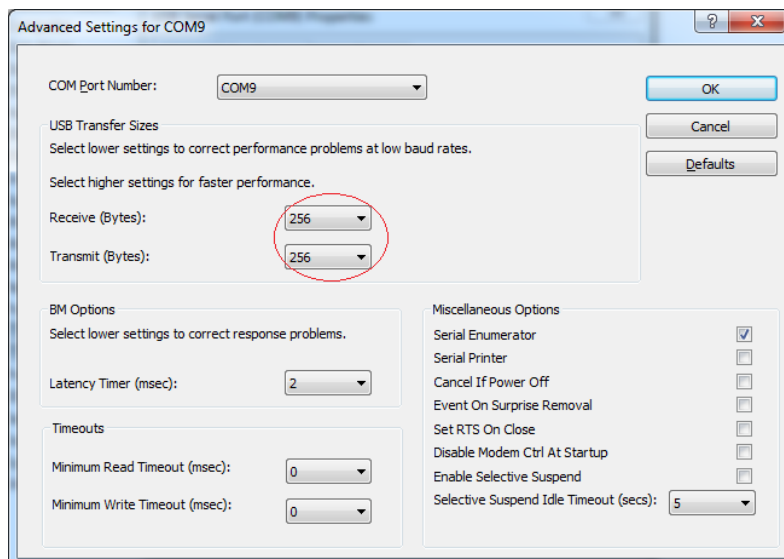 Advanced Settings for COM9
COM Port Number:
COM9
OK
Cancel
Defaults
USB Transfer Sizes
Select lower settings to correct performance problems at low baud rates.
Select higher settings for faster performance.
Receive (Bytes):
256
Transmit (Bytes):
256
BM Options
Select lower settings to correct response problems.
Latency Timer (msec):
2
Timeouts
Minimum Read Timeout (msec):
0
Minimum Write Timeout (msec):
0
Miscellaneous Options
Serial Enumerator
Serial Printer
Cancel If Power Off
Event On Surprise Removal
Set RTS On Close
Disable Modem Ctrl At Startup
Enable Selective Suspend
Selective Suspend Idle Timeout (secs):
5